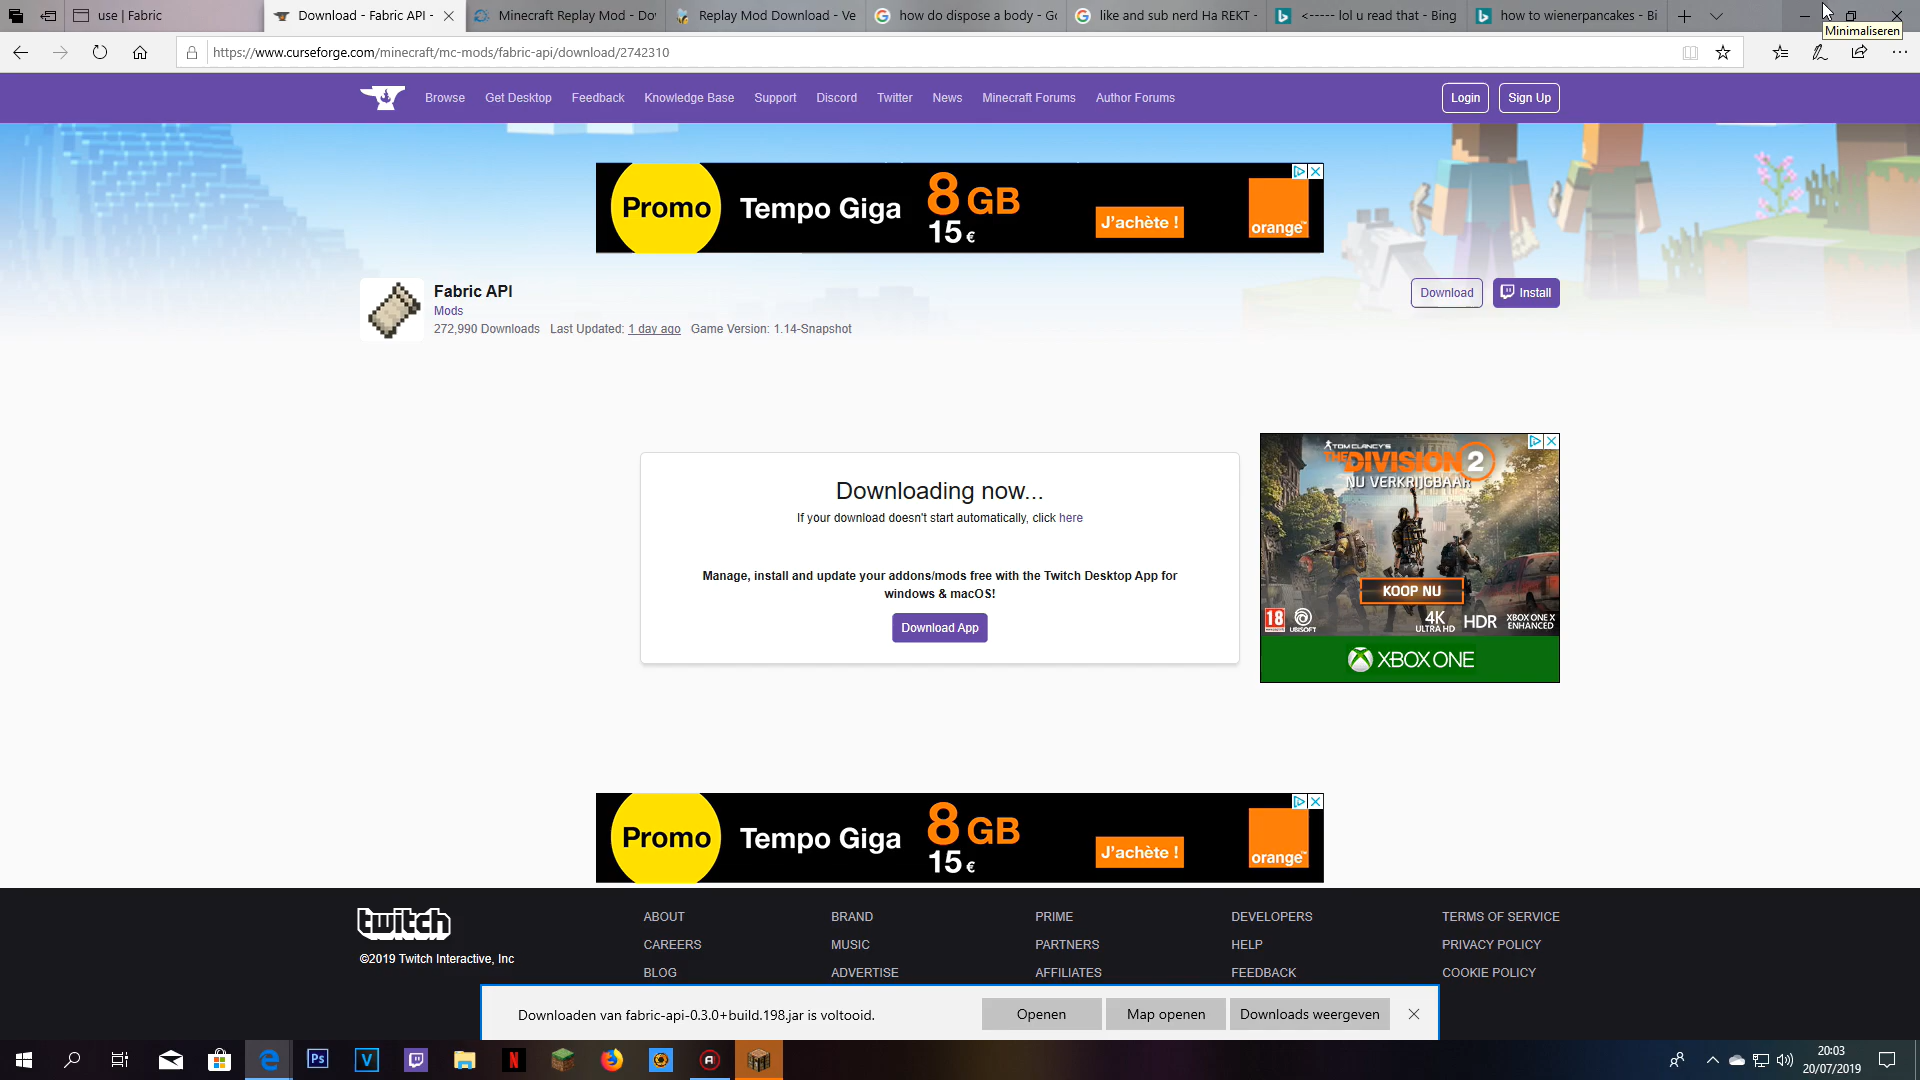 use | Fabric
Download - Fabric API -
Minecraft Replay Mod - Dov
Replay Mod Download - Ve
how do dispose a body - Go
like and sub nerd Ha REKT -
<----- lol u read that - Bing
how to wienerpancakes - Bi
Minimaliseren
https://www.curseforge.com/minecraft/mc-mods/fabric-api/download/2742310
Browse
Get Desktop
Feedback
Knowledge Base
Support
Discord
Twitter
News
Minecraft Forums
Author Forums
Login
Sign Up
Promo
Tempo Giga
8 GB
15 €
J'achète !
orange™
Fabric API
Mods
272,990 Downloads Last Updated: 1 day ago Game Version: 1.14-Snapshot
Download
Install
Downloading now...
If your download doesn't start automatically, click here
Manage, install and update your addons/mods free with the Twitch Desktop App for
windows & macOS!
Download App
TOM CLANCY'S
THE DIVISION 2
NU VERKRIJGBAAR
KOOP NU
18
UBISOFT
4K
ULTRA HD
HDR
XBOX ONE X
ENHANCED
XBOX ONE
Promo
Tempo Giga
8 GB
15 €
J'achète !
orange™
twitch
©2019 Twitch Interactive, Inc
ABOUT
BRAND
PRIME
DEVELOPERS
TERMS OF SERVICE
CAREERS
MUSIC
PARTNERS
HELP
PRIVACY POLICY
BLOG
ADVERTISE
AFFILIATES
FEEDBACK
COOKIE POLICY
Downloaden van fabric-api-0.3.0+build.198.jar is voltooid.
Openen
Map openen
Downloads weergeven
Ps
V
N
20:03
20/07/2019